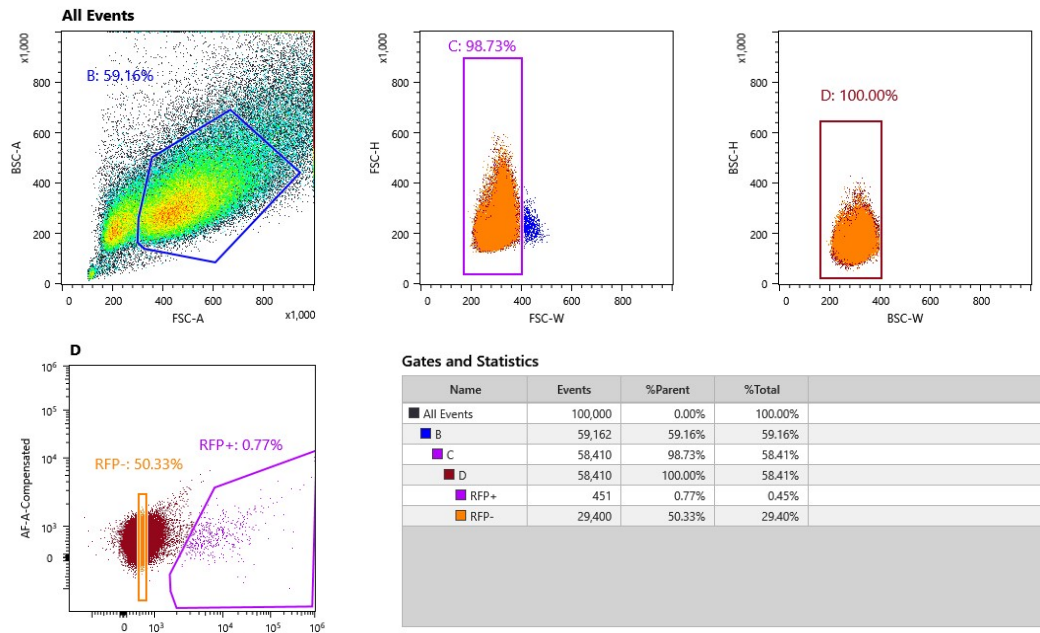 All Events
x1,000
B: 59.16%
BSC-A
800
600
400
200
0
0 200 400 600 800
FSC-A x1,000
x1,000
C: 98.73%
FSC-H
800
600
400
200
0
0 200 400 600 800
FSC-W
x1,000
D: 100.00%
BSC-H
800
600
400
200
0
0 200 400 600 800
BSC-W
D
AF-A-Compensated
10⁶
10⁵
10⁴
10³
0
RFP+: 0.77%
RFP-: 50.33%
0 10³ 10⁴ 10⁵ 10⁶
Gates and Statistics
Name Events %Parent %Total
All Events 100,000 0.00% 100.00%
B 59,162 59.16% 59.16%
C 58,410 98.73% 58.41%
D 58,410 100.00% 58.41%
RFP+ 451 0.77% 0.45%
RFP- 29,400 50.33% 29.40%